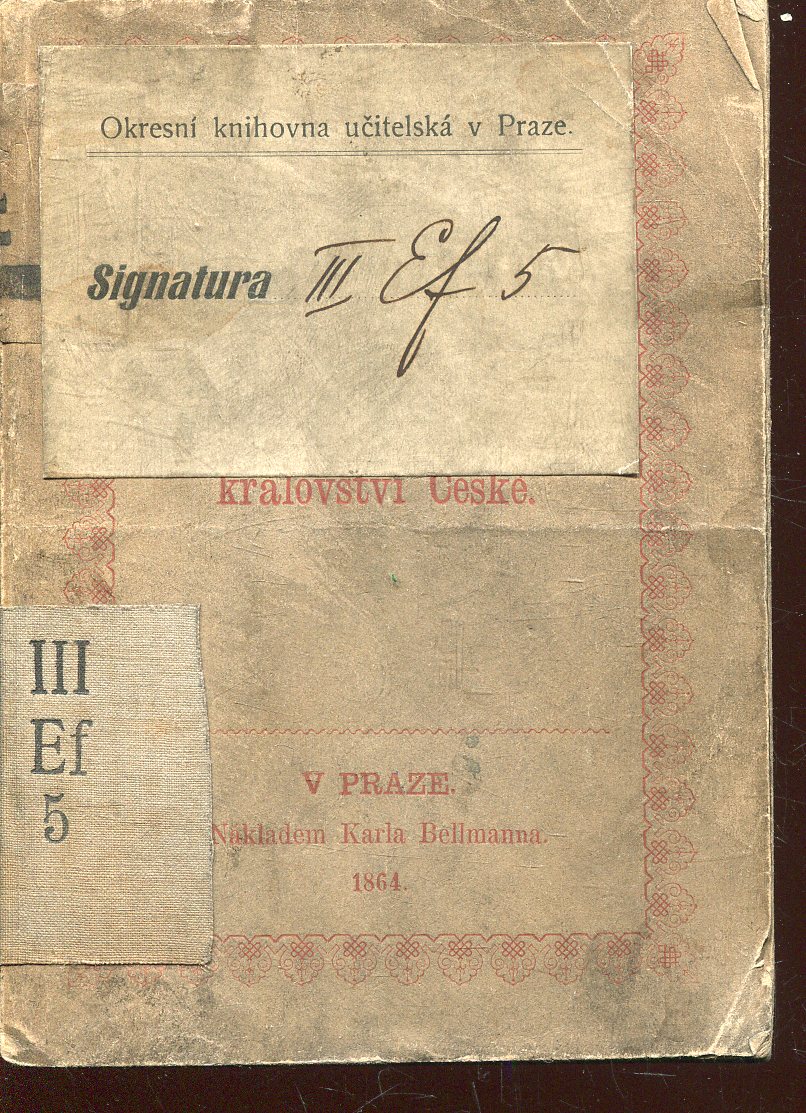 Okresní knihovna učitelská v Praze.
Signatura III Ef 5
království České.
III
Ef
5
V PRAZE.
Nákladem Karla Bellmanna.
1864.